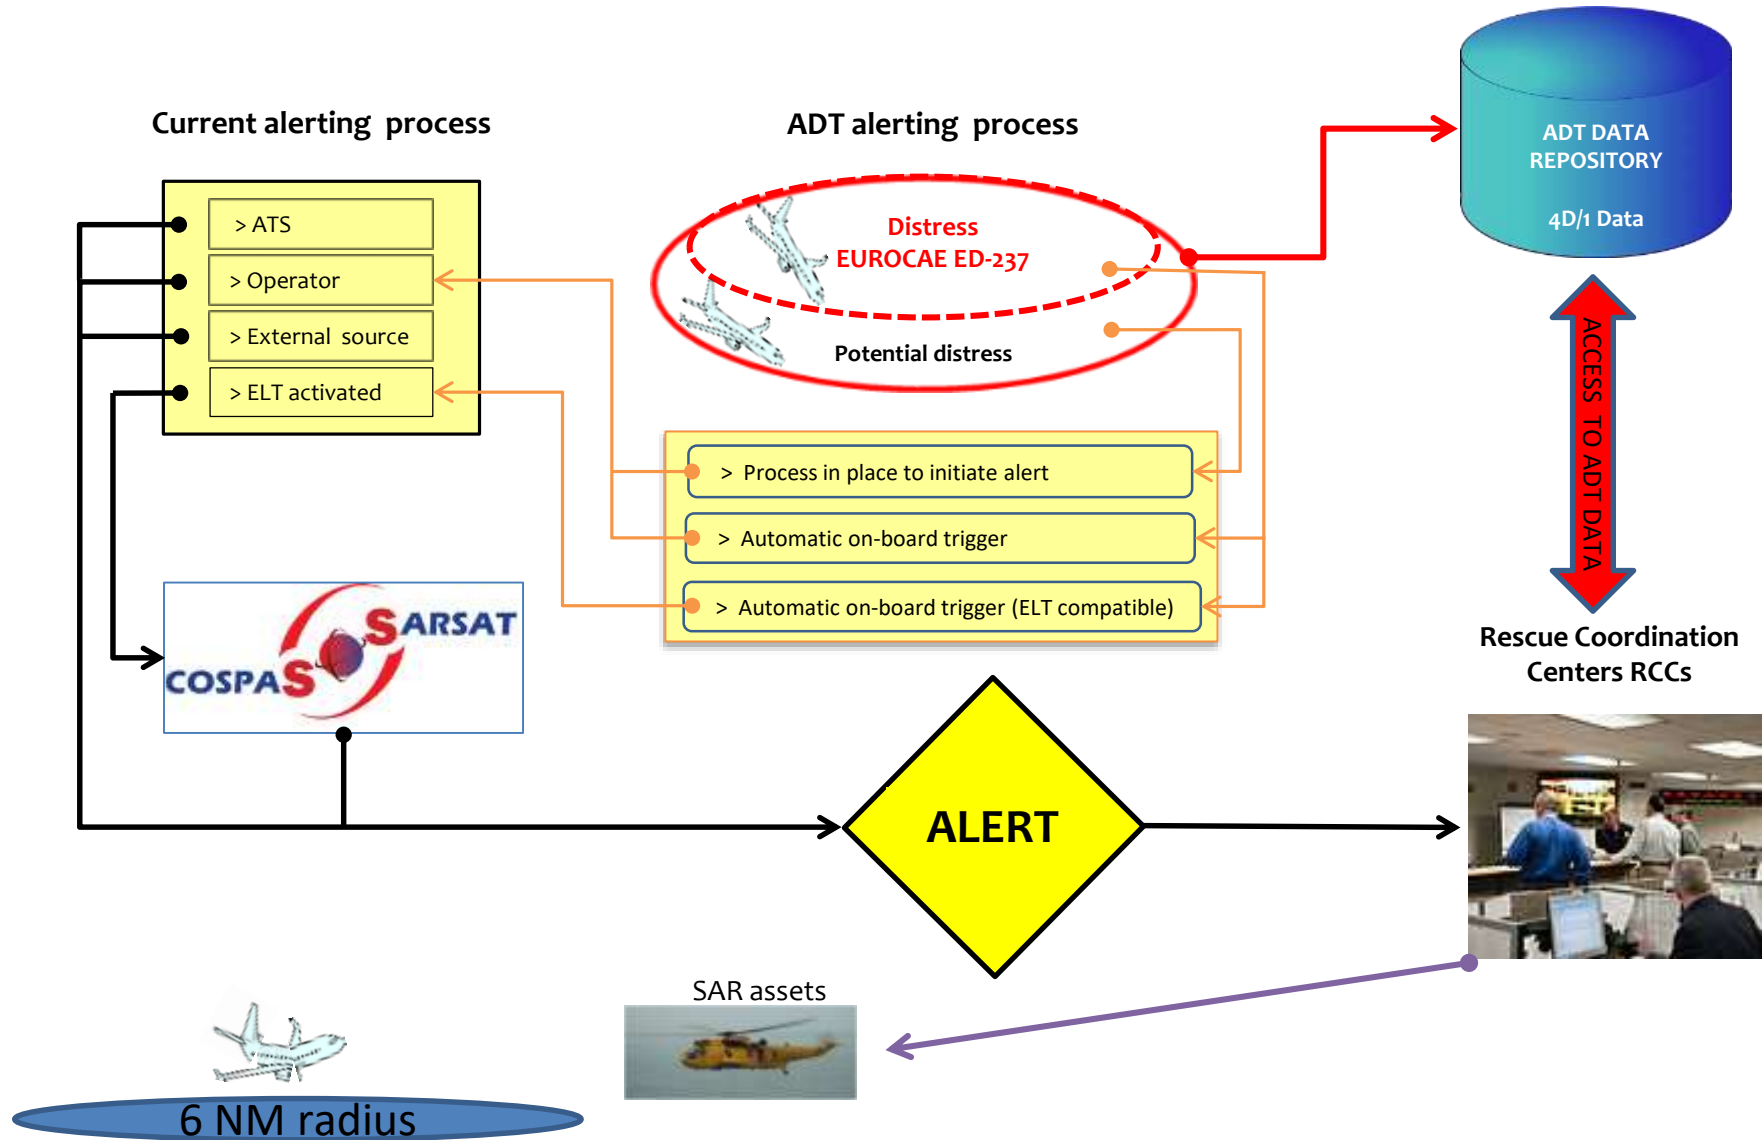 Current alerting process
> ATS
> Operator
> External source
> ELT activated
ADT alerting process
Distress
EUROCAE ED-237
Potential distress
> Process in place to initiate alert
> Automatic on-board trigger
> Automatic on-board trigger (ELT compatible)
ADT DATA
REPOSITORY
4D/1 Data
ACCESS TO ADT DATA
Rescue Coordination
Centers RCCs
COSPAS SARSAT
ALERT
SAR assets
6 NM radius